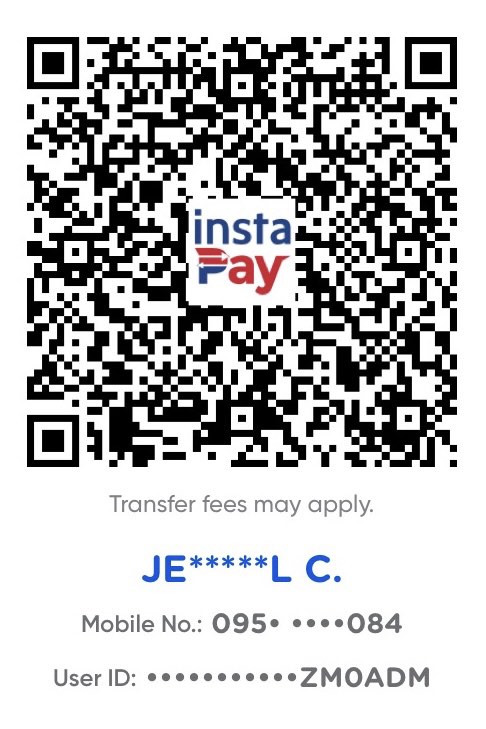 insta
Pay
Transfer fees may apply.
JE*****L C.
Mobile No.: 095• ••••084
User ID: •••••••••••ZM0ADM